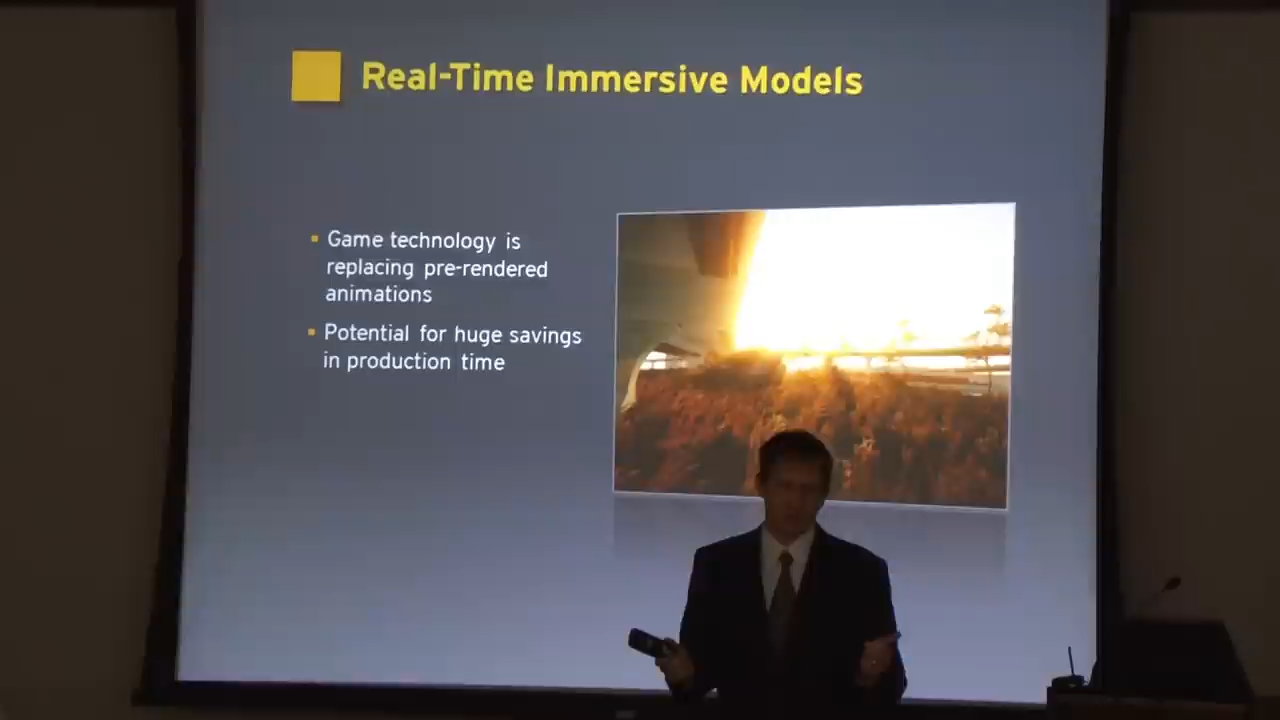 Real-Time Immersive Models
Game technology is
replacing pre-rendered
animations
Potential for huge savings
in production time